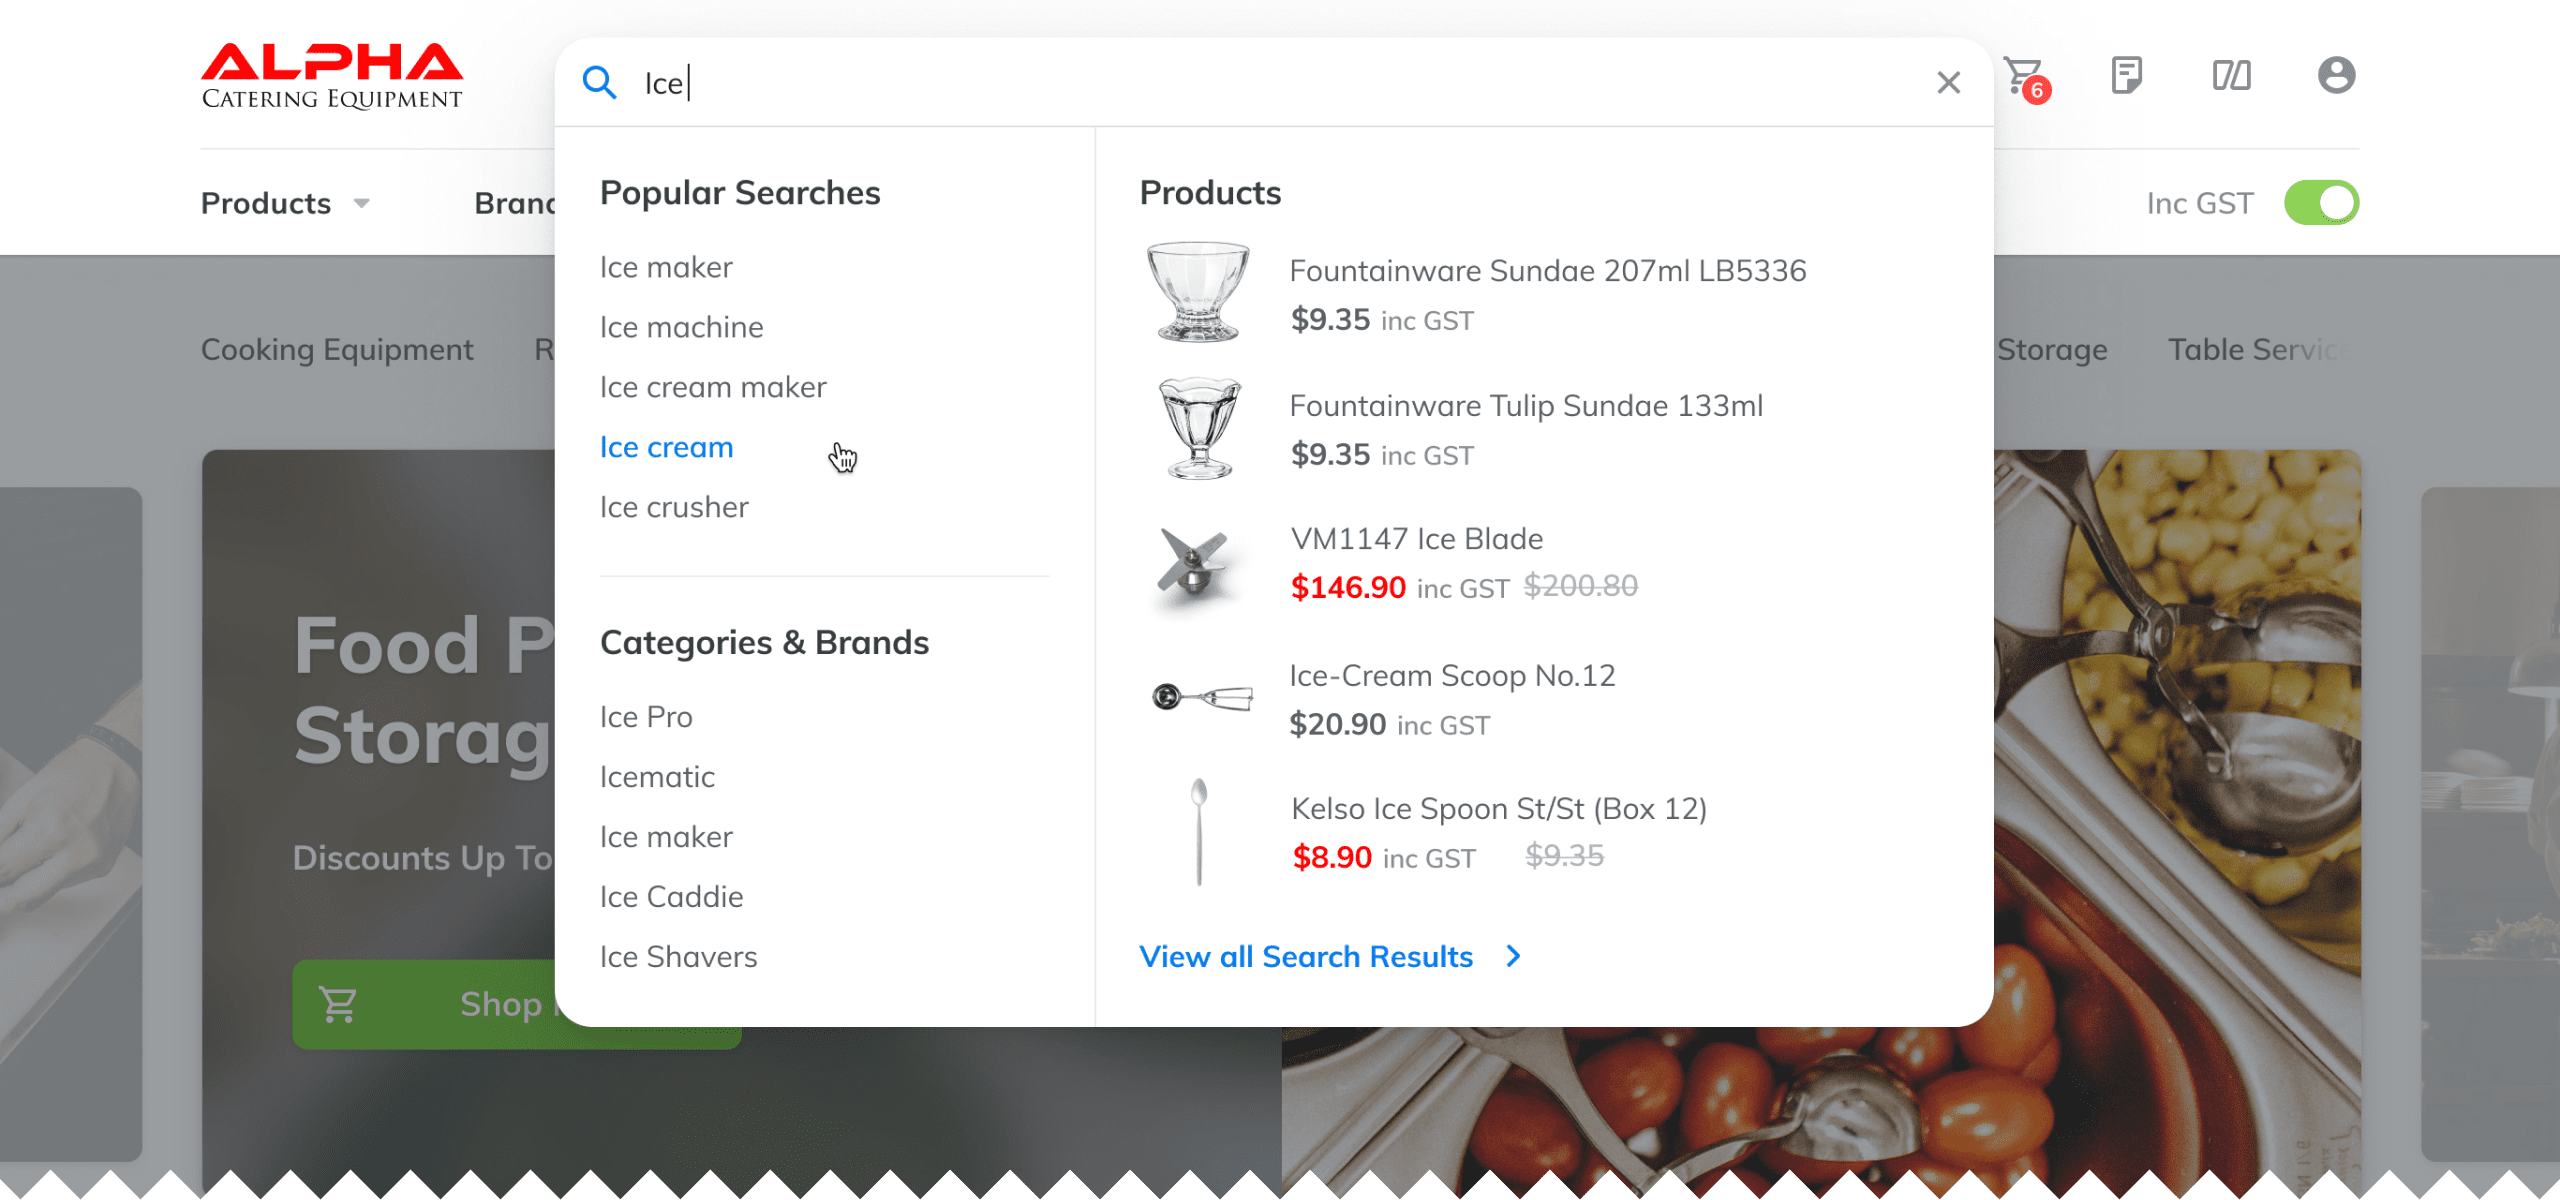 ALPHA
CATERING EQUIPMENT
Ice
6
Products
Inc GST
Popular Searches
Ice maker
Ice machine
Ice cream maker
Ice cream
Ice crusher
Categories & Brands
Ice Pro
Icematic
Ice maker
Ice Caddie
Ice Shavers
Products
Fountainware Sundae 207ml LB5336
$9.35 inc GST
Fountainware Tulip Sundae 133ml
$9.35 inc GST
VM1147 Ice Blade
$146.90 inc GST $200.80
Ice-Cream Scoop No.12
$20.90 inc GST
Kelso Ice Spoon St/St (Box 12)
$8.90 inc GST $9.35
View all Search Results
Cooking Equipment
Storage
Table Service
Food
Storag
Discounts Up To
Shop